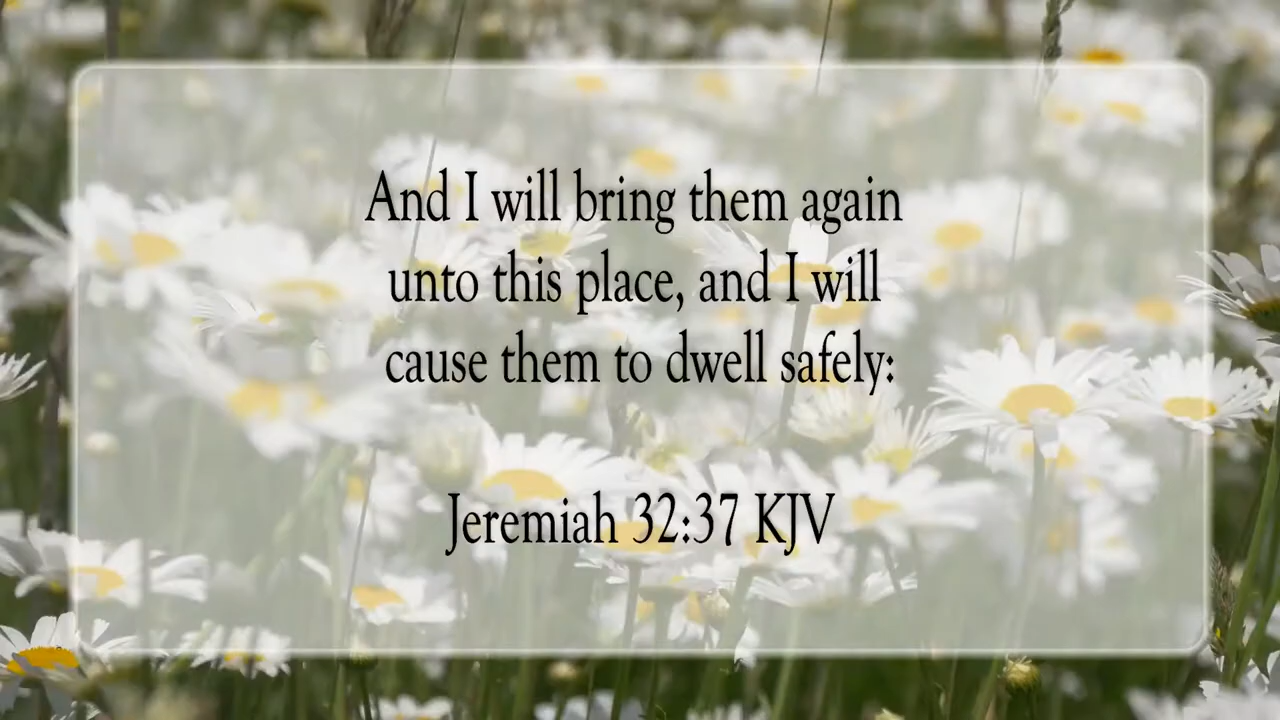 And I will bring them again
unto this place, and I will
cause them to dwell safely:
Jeremiah 32:37 KJV